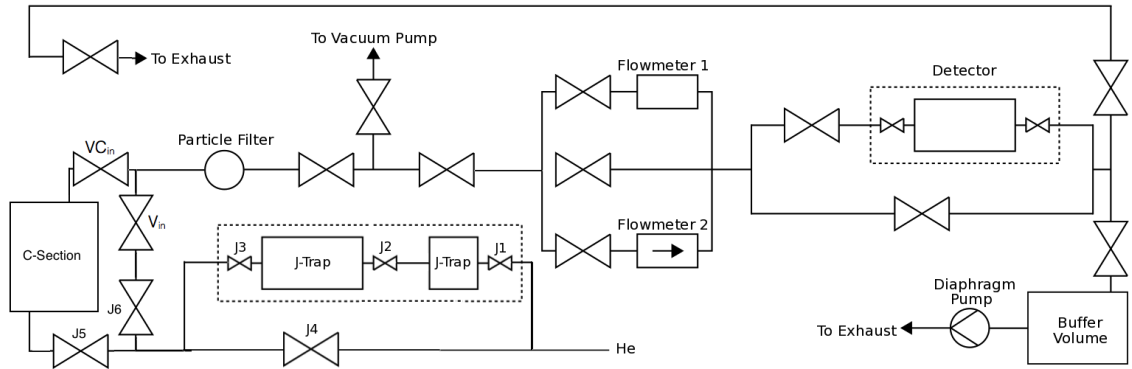 To Vacuum Pump
To Exhaust
Flowmeter 1
Detector
Particle Filter
VCin
Vin
C-Section
J3
J2
J1
J-Trap
J-Trap
Flowmeter 2
J6
J5
J4
He
Diaphragm
Pump
To Exhaust
Buffer
Volume